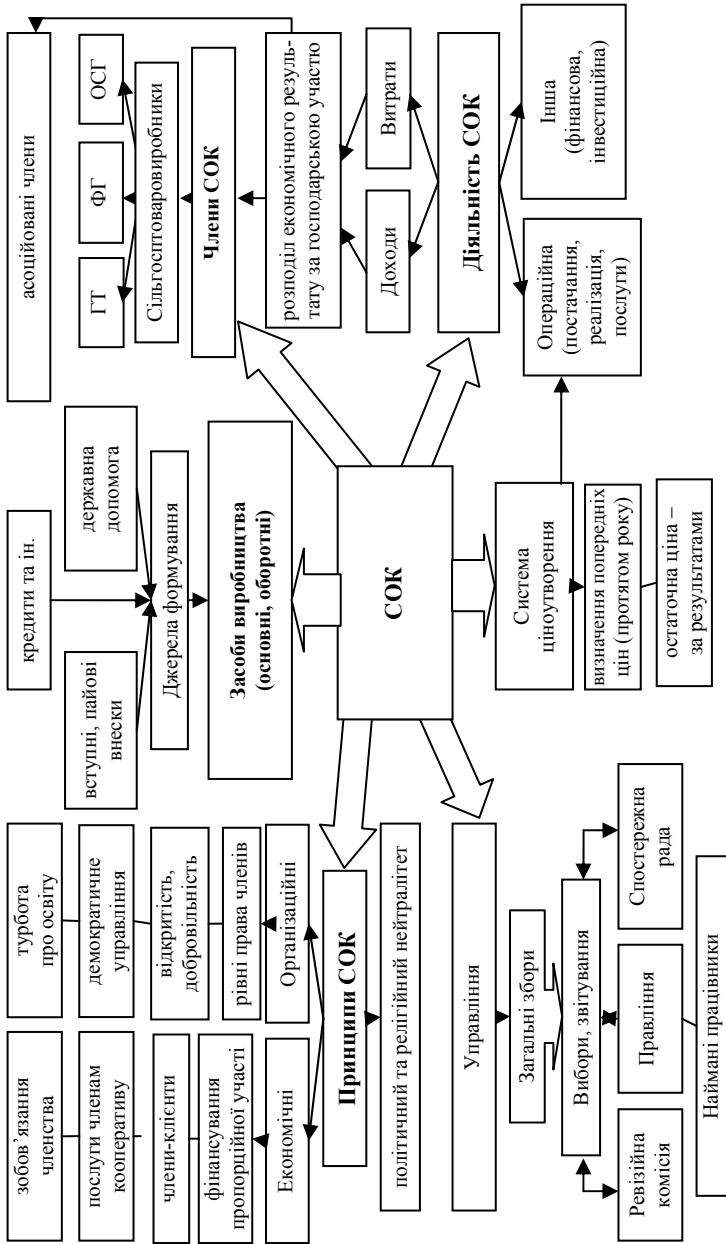 зобов’язання
членства
турбота
про освіту
послуги членам
кооперативу
демократичне
управління
члени-клієнти
відкритість,
добровільність
фінансування
пропорційної участі
рівні права членів
Економічні
Організаційні
Принципи СОК
політичний та релігійний нейтралітет
кредити та ін.
вступні, пайові
внески
державна
допомога
Джерела формування
Засоби виробництва
(основні, оборотні)
асоційовані члени
ГТ
ФГ
ОСГ
Сільгосптоваровиробники
Члени СОК
розподіл економічного резуль-
тату за господарською участю
Доходи
Витрати
Діяльність СОК
Операційна
(постачання,
реалізація,
послуги)
Інша
(фінансова,
інвестиційна)
СОК
Управління
Загальні збори
Вибори, звітування
Ревізійна
комісія
Правління
Спостережна
рада
Наймані працівники
Система
ціноутворення
визначення попередніх
цін (протягом року)
остаточна ціна –
за результатами